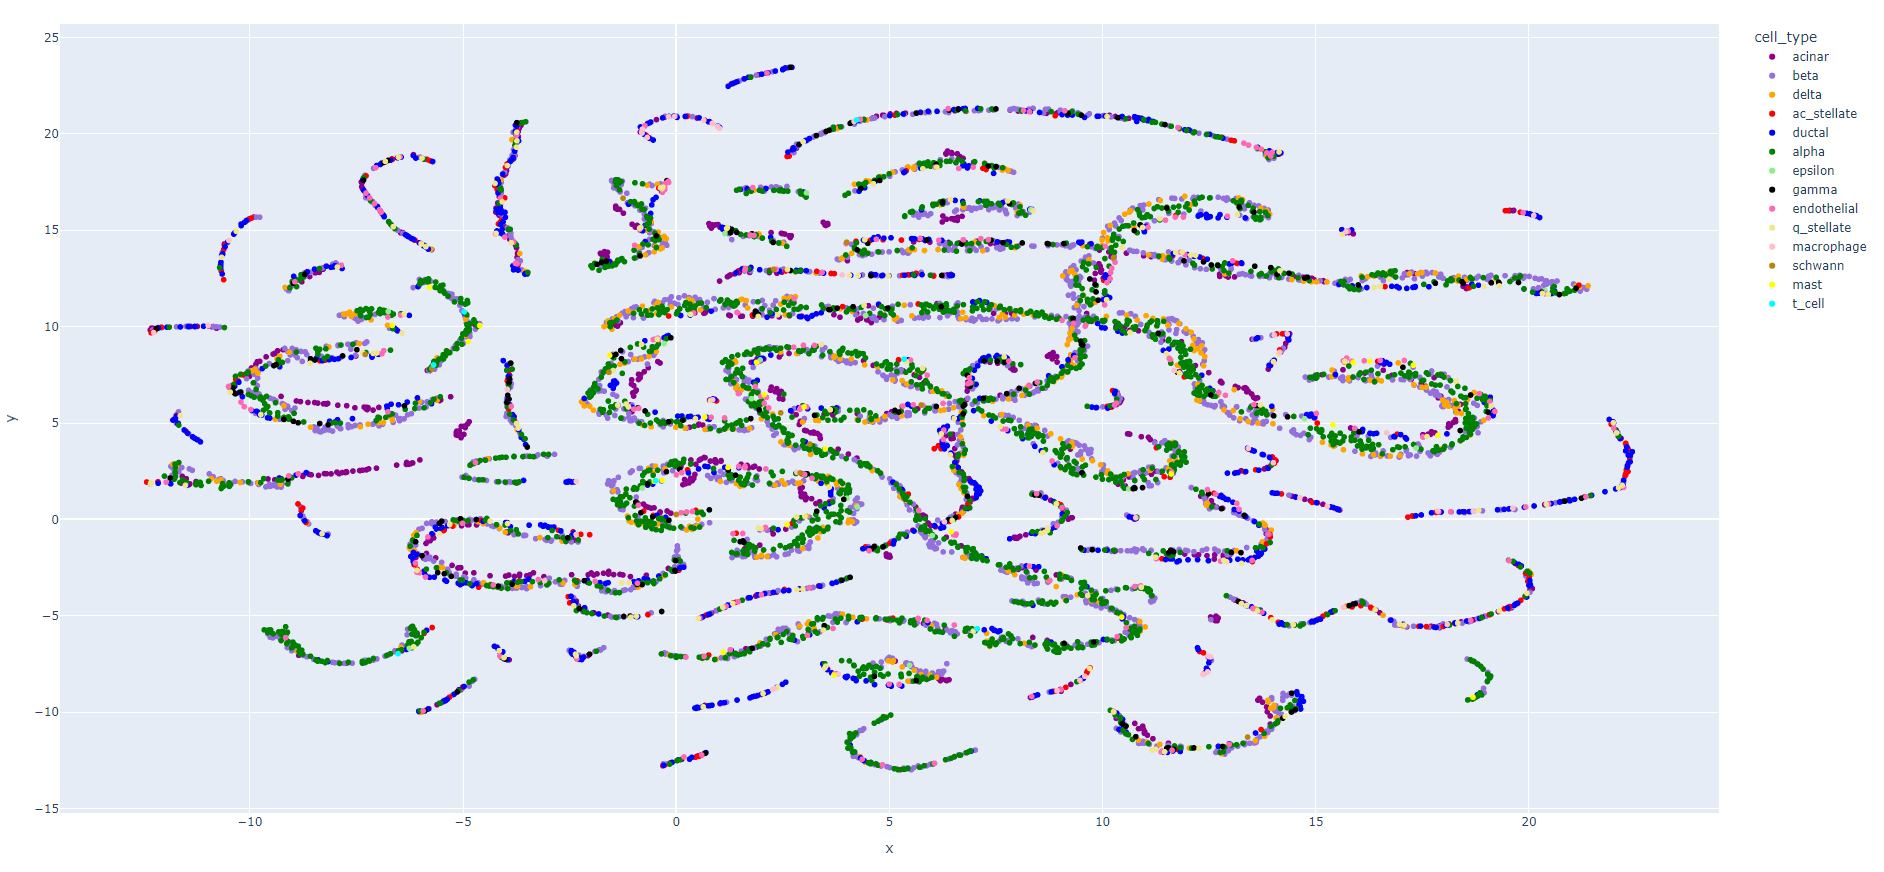 cell_type
acinar
beta
delta
ac_stellate
ductal
alpha
epsilon
gamma
endothelial
q_stellate
macrophage
schwann
mast
t_cell
25
20
15
10
5
0
−5
−10
−15
y
−10 −5 0 5 10 15 20
x